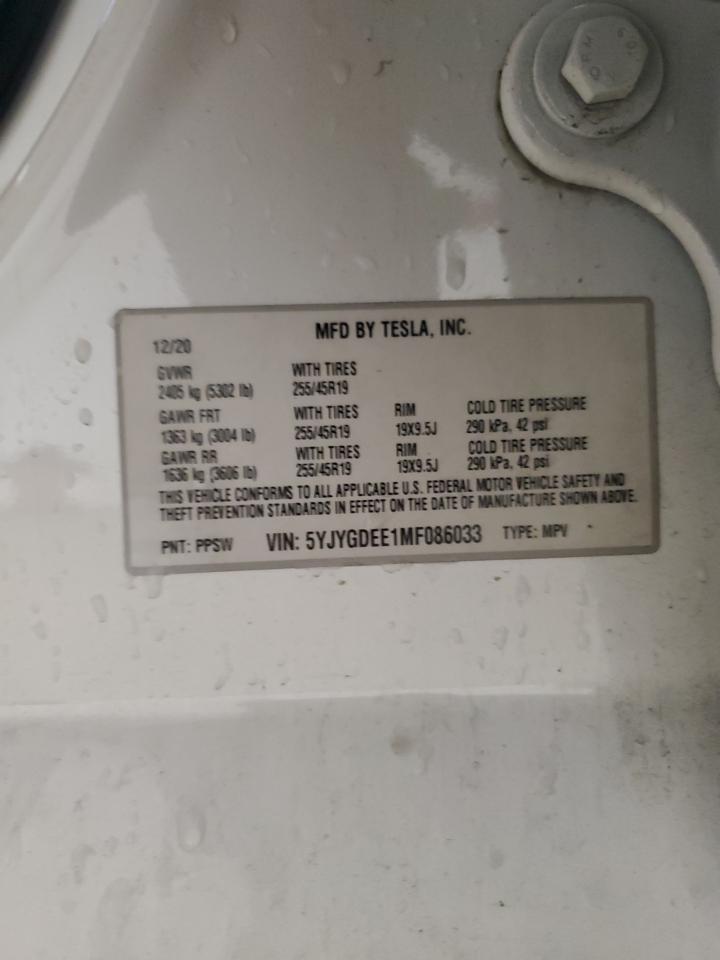 MFD BY TESLA, INC.
12/20
GVWR WITH TIRES
2405 kg (5302 lb) 255/45R19
GAWR FRT WITH TIRES RIM COLD TIRE PRESSURE
1363 kg (3004 lb) 255/45R19 19X9.5J 290 kPa, 42 psi
GAWR RR WITH TIRES RIM COLD TIRE PRESSURE
1636 kg (3606 lb) 255/45R19 19X9.5J 290 kPa, 42 psi
THIS VEHICLE CONFORMS TO ALL APPLICABLE U.S. FEDERAL MOTOR VEHICLE SAFETY AND
THEFT PREVENTION STANDARDS IN EFFECT ON THE DATE OF MANUFACTURE SHOWN ABOVE.
PNT: PPSW VIN: 5YJYGDEE1MF086033 TYPE: MPV